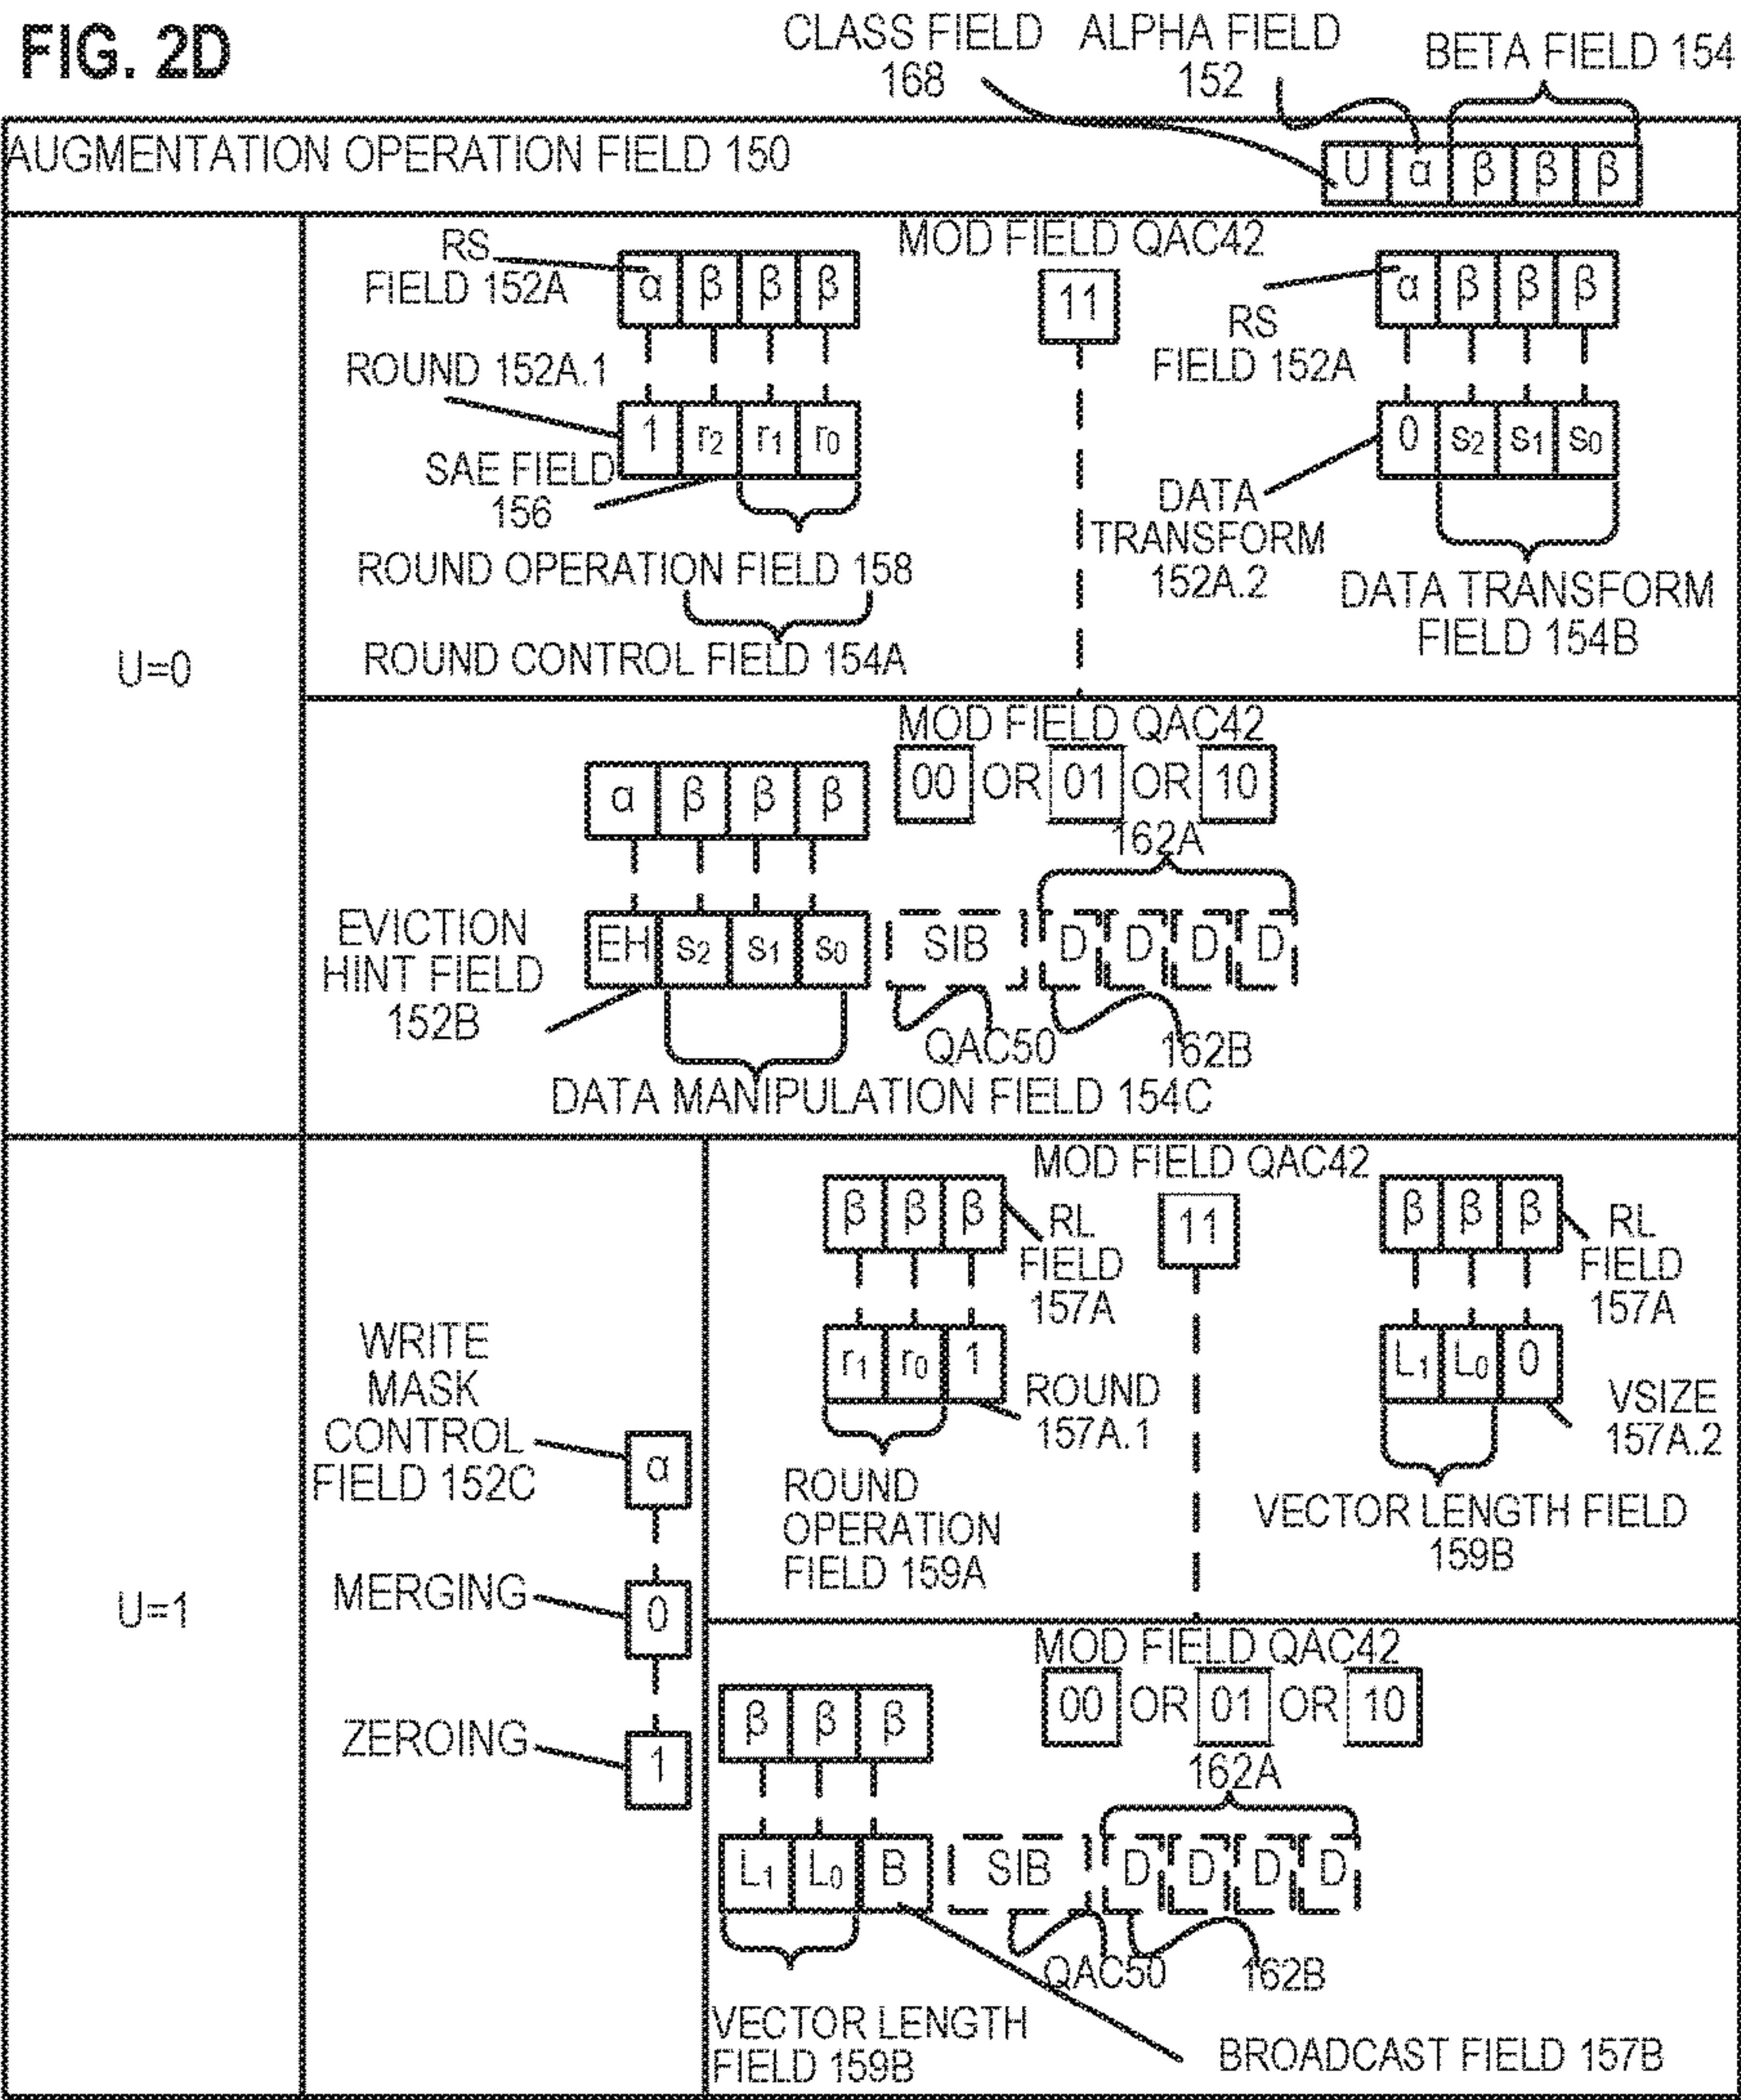 FIG. 2D
CLASS FIELD
168
ALPHA FIELD
152
BETA FIELD 154
AUGMENTATION OPERATION FIELD 150
U α β β β
U=0
MOD FIELD QAC42
11
RS
FIELD 152A
α β β β
ROUND 152A.1
1 r2 r1 r0
SAE FIELD
156
ROUND OPERATION FIELD 158
ROUND CONTROL FIELD 154A
α β β β
RS
FIELD 152A
0 s2 s1 s0
DATA
TRANSFORM
152A.2
DATA TRANSFORM
FIELD 154B
MOD FIELD QAC42
00 OR 01 OR 10
α β β β
162A
EVICTION
HINT FIELD
152B
EH s2 s1 s0 SIB D D D D
QAC50
162B
DATA MANIPULATION FIELD 154C
U=1
WRITE
MASK
CONTROL
FIELD 152C
α
MERGING
0
ZEROING
1
MOD FIELD QAC42
11
β β β
RL
FIELD
157A
r1 r0 1
ROUND
157A.1
ROUND
OPERATION
FIELD 159A
β β β
RL
FIELD
157A
L1 L0 0
VSIZE
157A.2
VECTOR LENGTH FIELD
159B
MOD FIELD QAC42
00 OR 01 OR 10
β β β
162A
L1 L0 B SIB D D D D
QAC50
162B
VECTOR LENGTH
FIELD 159B
BROADCAST FIELD 157B